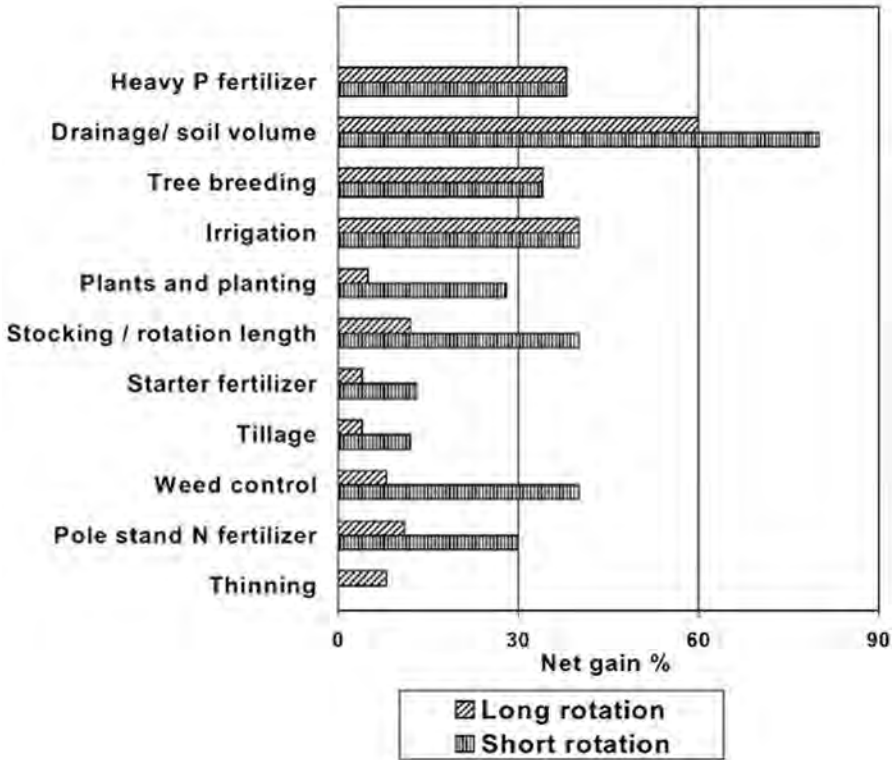 Heavy P fertilizer
Drainage/ soil volume
Tree breeding
Irrigation
Plants and planting
Stocking / rotation length
Starter fertilizer
Tillage
Weed control
Pole stand N fertilizer
Thinning
0 30 60 90
Net gain %
Long rotation
Short rotation